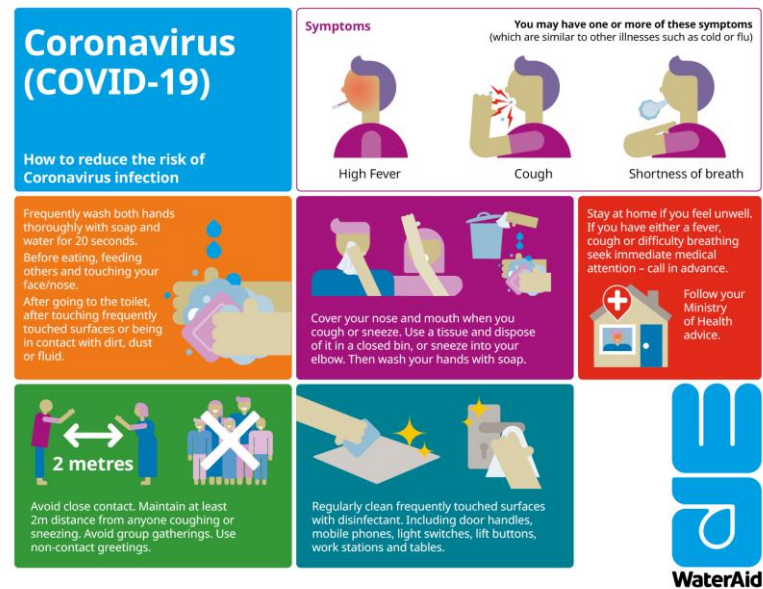 Coronavirus
(COVID-19)
How to reduce the risk of
Coronavirus infection
Symptoms
You may have one or more of these symptoms
(which are similar to other illnesses such as cold or flu)
High Fever
Cough
Shortness of breath
Frequently wash both hands
thoroughly with soap and
water for 20 seconds.
Before eating, feeding
others and touching your
face/nose.
After going to the toilet,
after touching frequently
touched surfaces or being
in contact with dirt, dust
or fluid.
Cover your nose and mouth when you
cough or sneeze. Use a tissue and dispose
of it in a closed bin, or sneeze into your
elbow. Then wash your hands with soap.
Stay at home if you feel unwell.
If you have either a fever,
cough or difficulty breathing
seek immediate medical
attention – call in advance.
Follow your
Ministry
of Health
advice.
2 metres
Avoid close contact. Maintain at least
2m distance from anyone coughing or
sneezing. Avoid group gatherings. Use
non-contact greetings.
Regularly clean frequently touched surfaces
with disinfectant. Including door handles,
mobile phones, light switches, lift buttons,
work stations and tables.
WaterAid